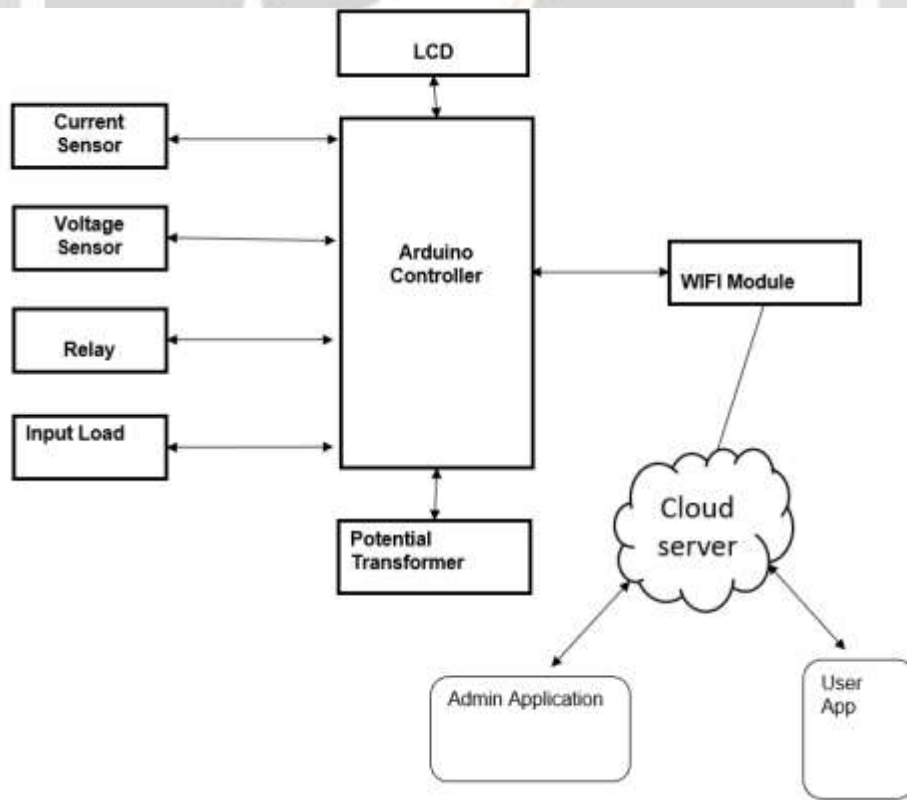 LCD
Current
Sensor
Voltage
Sensor
Arduino
Controller
WIFI Module
Relay
Input Load
Potential
Transformer
Cloud
server
Admin Application
User
App